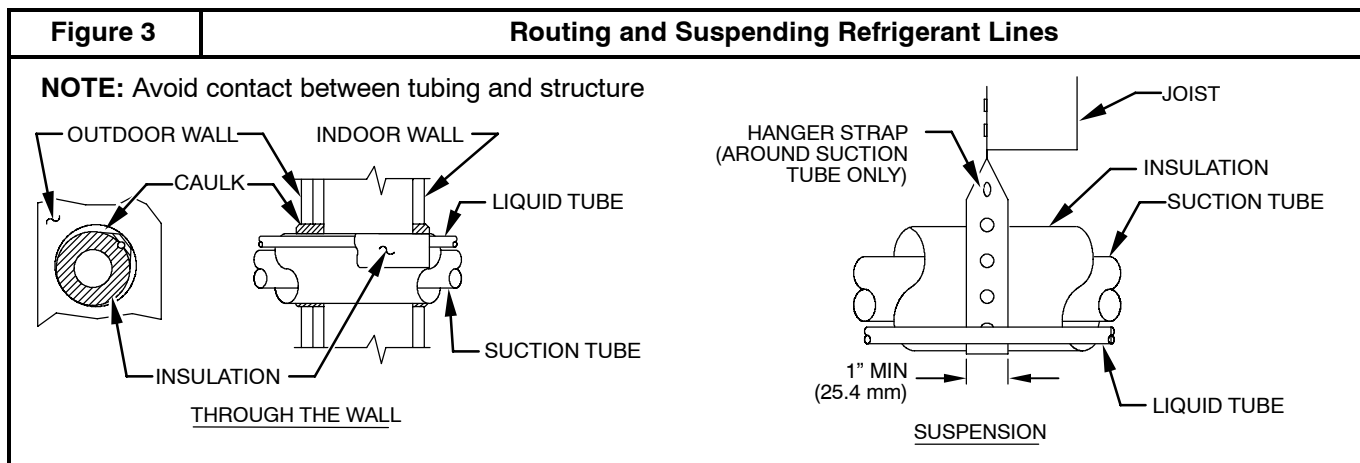 Figure 3
Routing and Suspending Refrigerant Lines
NOTE: Avoid contact between tubing and structure
OUTDOOR WALL
INDOOR WALL
CAULK
LIQUID TUBE
SUCTION TUBE
INSULATION
THROUGH THE WALL
JOIST
HANGER STRAP
(AROUND SUCTION
TUBE ONLY)
INSULATION
SUCTION TUBE
1” MIN
(25.4 mm)
LIQUID TUBE
SUSPENSION